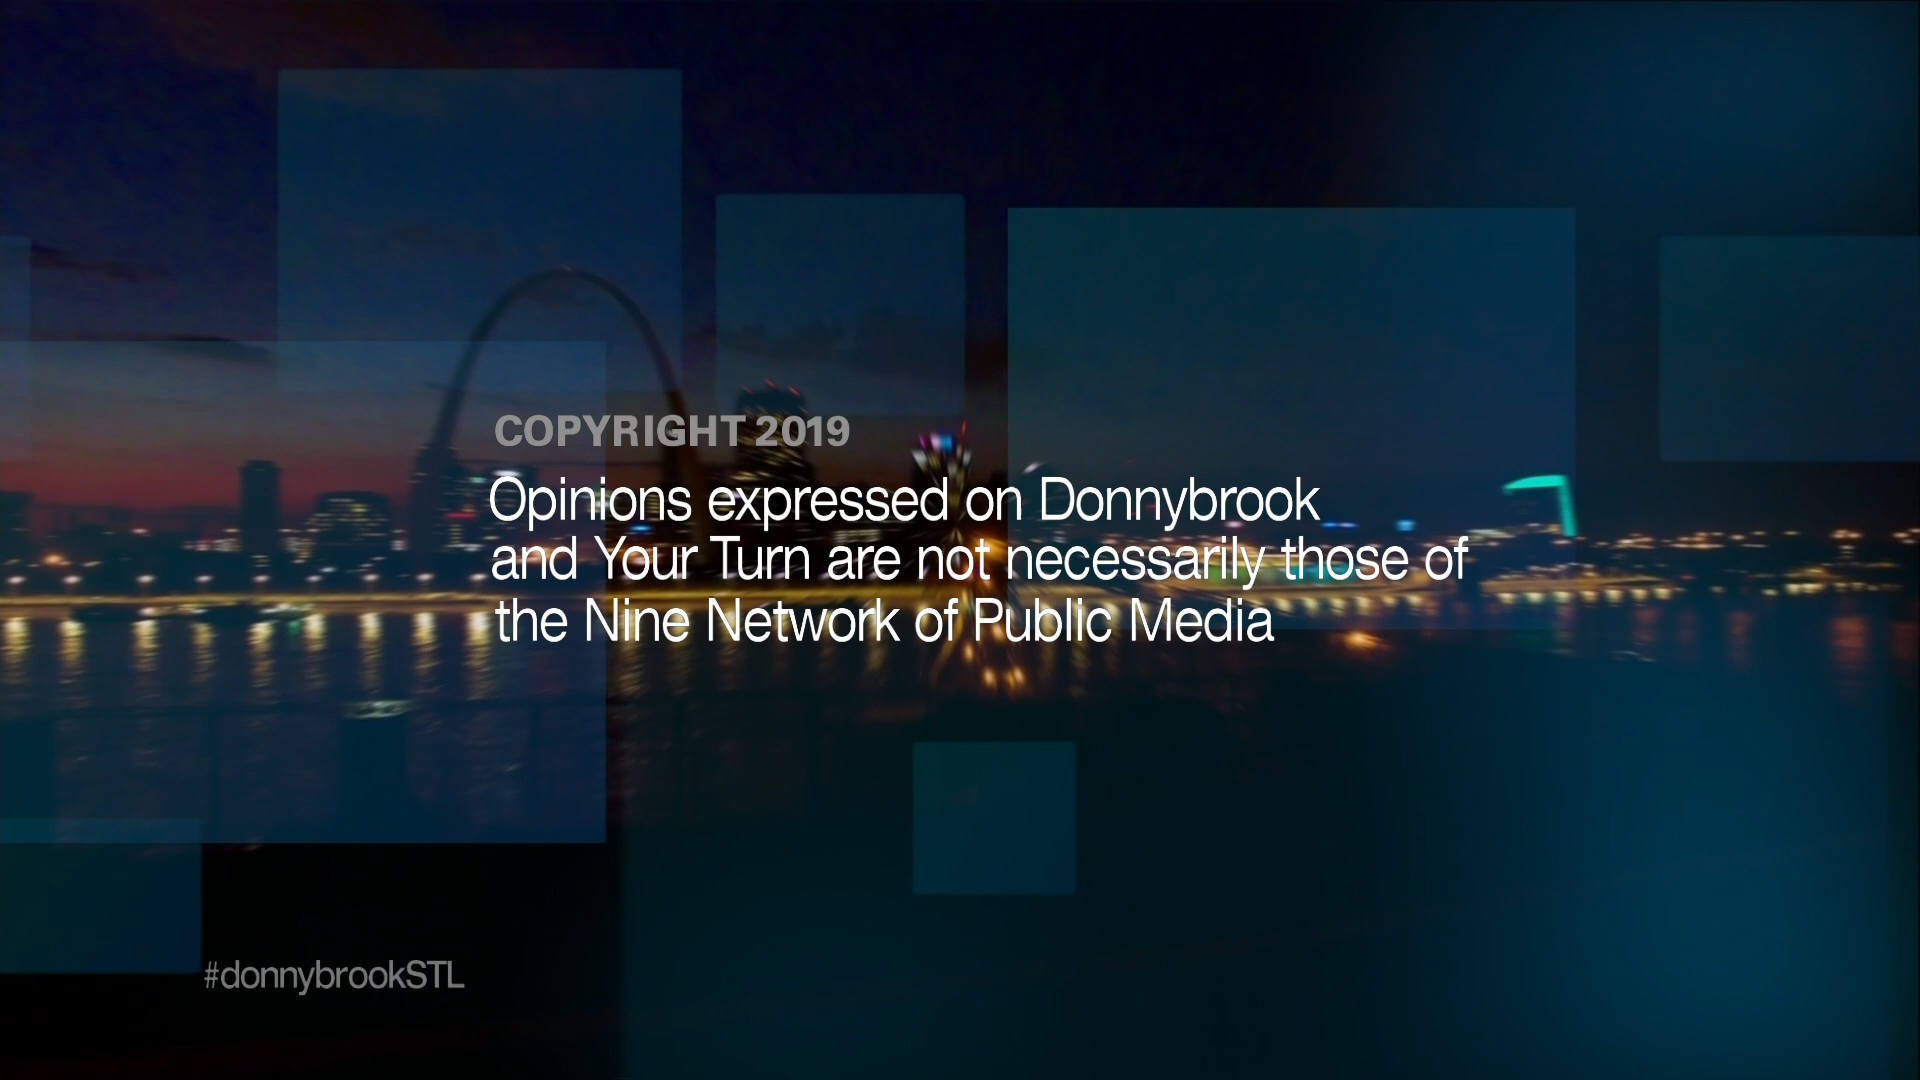 COPYRIGHT 2019
Opinions expressed on Donnybrook
and Your Turn are not necessarily those of
the Nine Network of Public Media
#donnybrookSTL